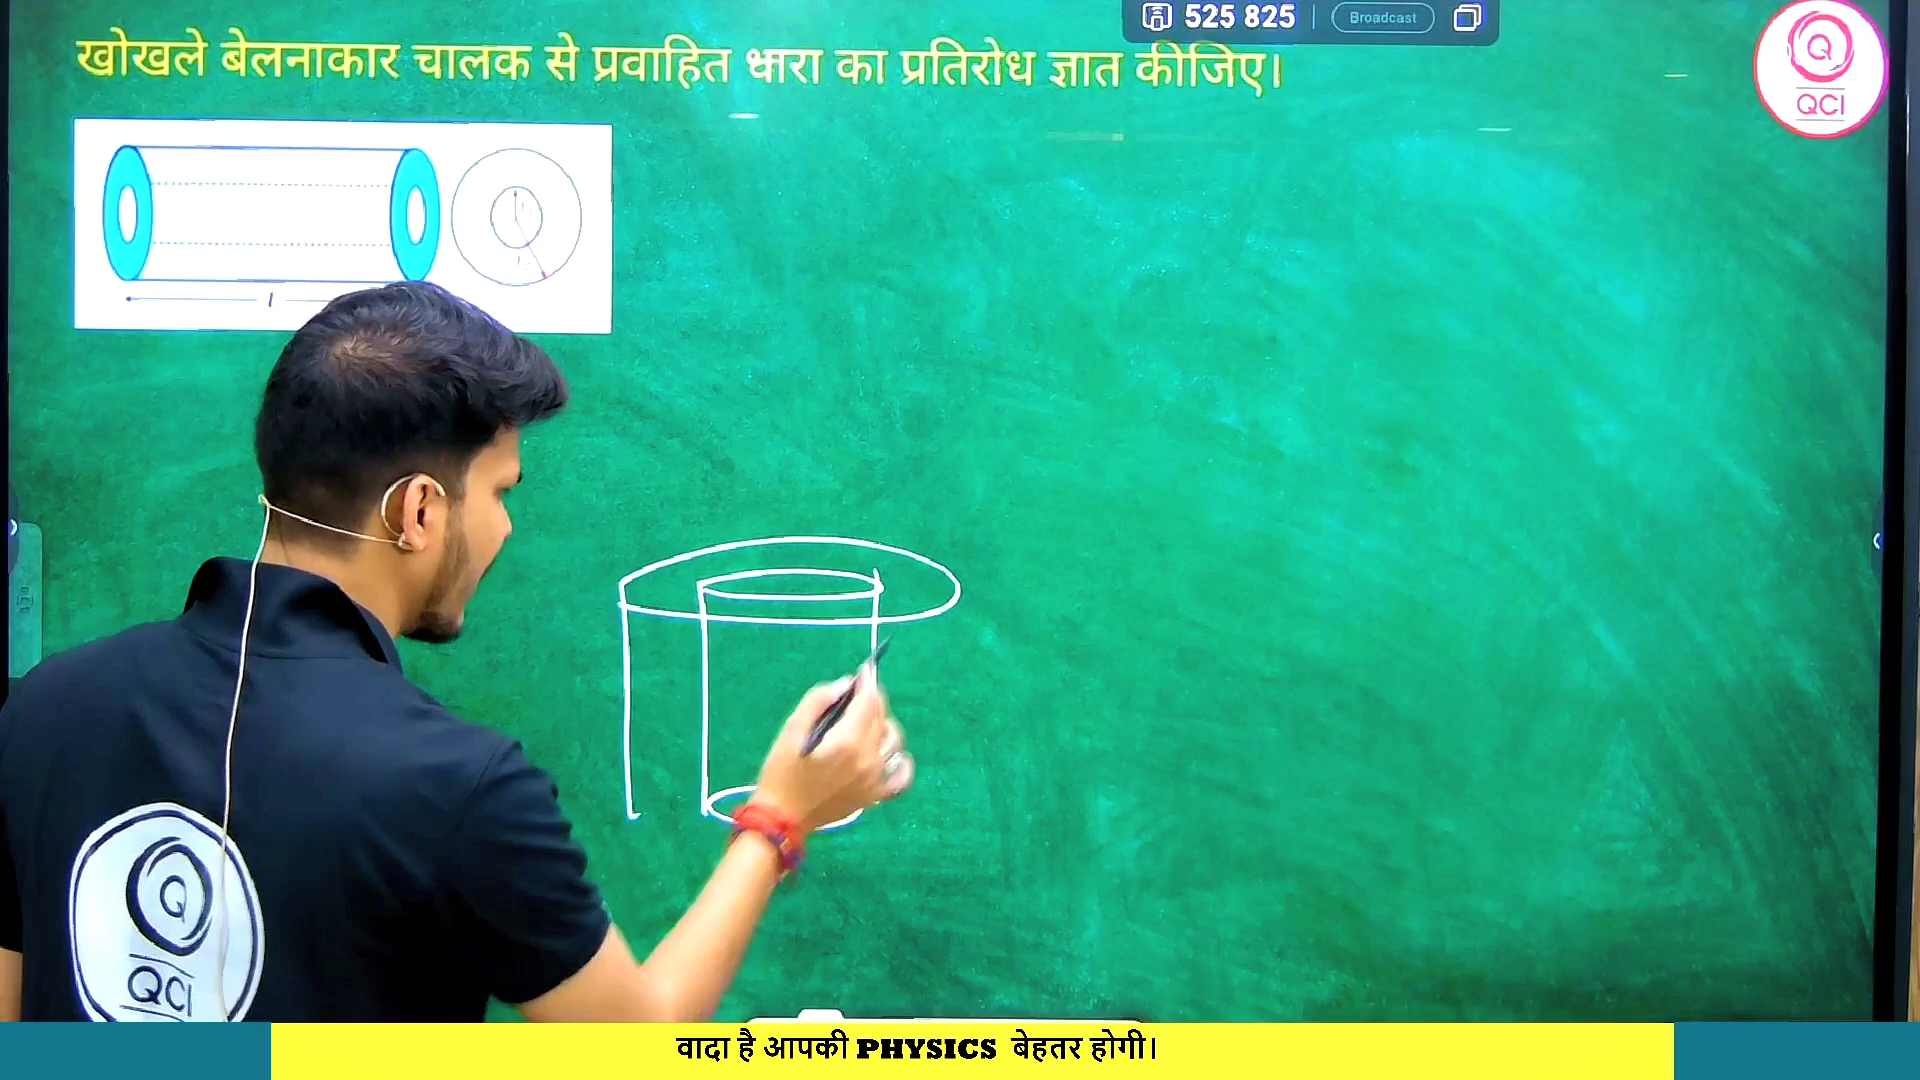 525 825
Broadcast
खोखले बेलनाकार चालक से प्रवाहित धारा का प्रतिरोध ज्ञात कीजिए।
Q
QCI
l
Q
QCI
वादा है आपकी PHYSICS बेहतर होगी।